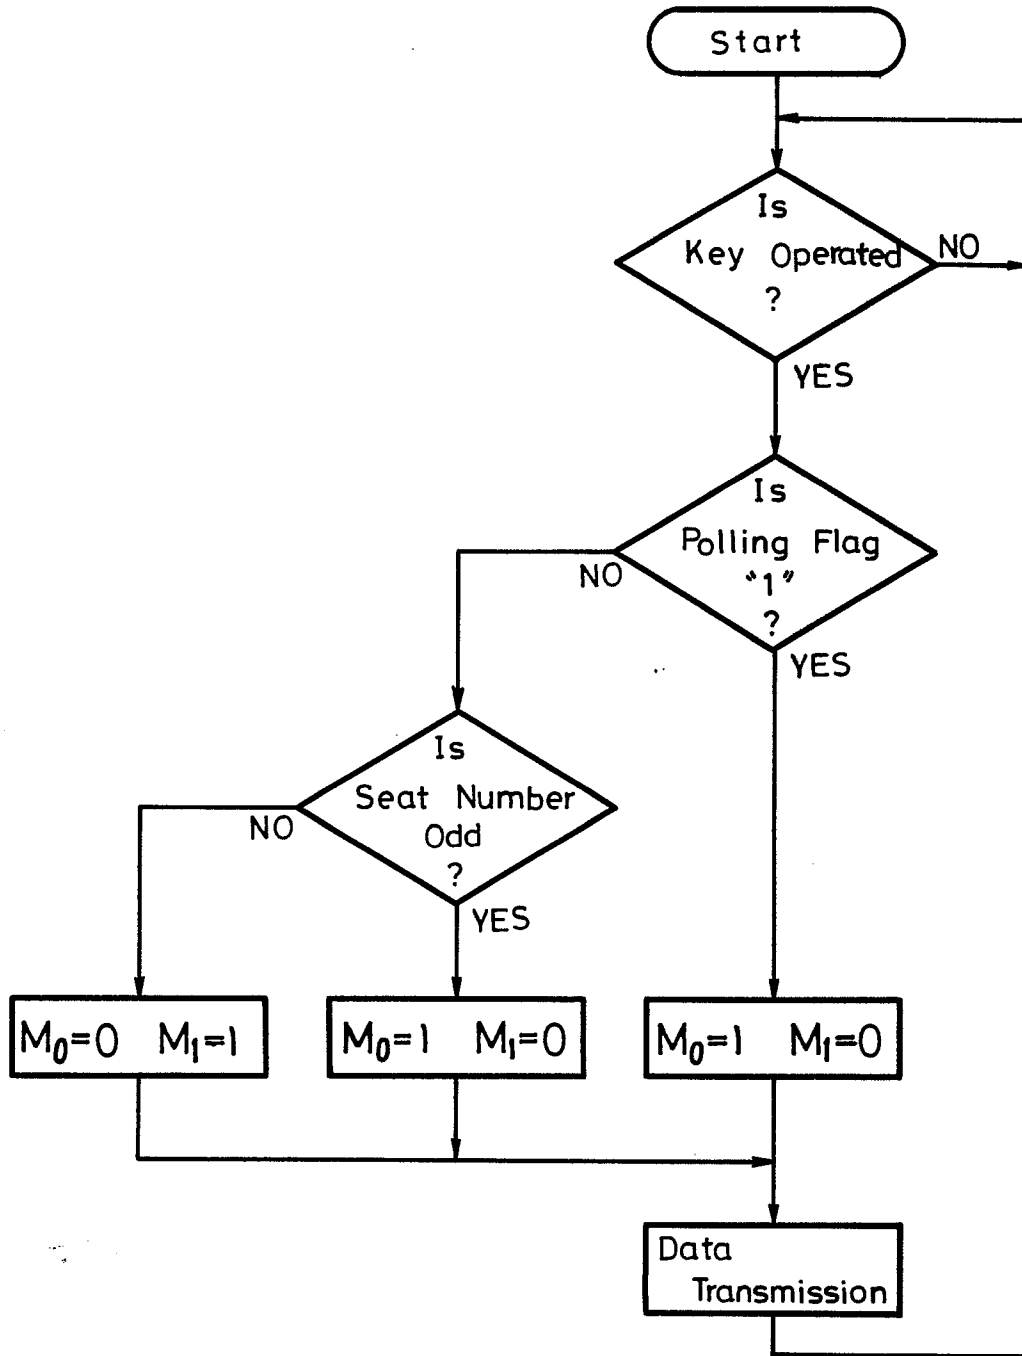 Start
Is
Key Operated
?
NO
YES
Is
Polling Flag
"1"
?
NO
YES
Is
Seat Number
Odd
?
NO
YES
M₀=0 M₁=1
M₀=1 M₁=0
M₀=1 M₁=0
Data
Transmission